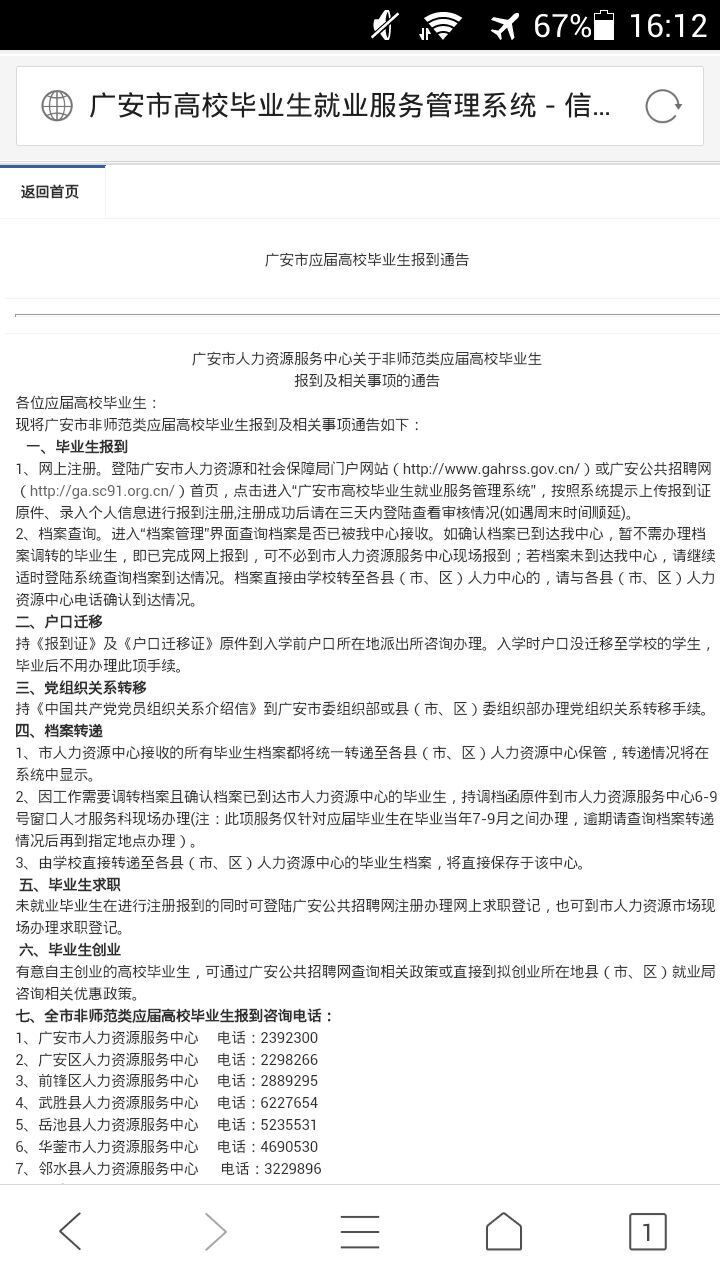 67% 16:12
广安市高校毕业生就业服务管理系统 - 信...
返回首页
广安市应届高校毕业生报到通告
广安市人力资源服务中心关于非师范类应届高校毕业生
报到及相关事项的通告
各位应届高校毕业生：
现将广安市非师范类应届高校毕业生报到及相关事项通告如下：
一、毕业生报到
1、网上注册。登陆广安市人力资源和社会保障局门户网站（http://www.gahrss.gov.cn/）或广安公共招聘网
（http://ga.sc91.org.cn/）首页，点击进入“广安市高校毕业生就业服务管理系统”，按照系统提示上传报到证
原件、录入个人信息进行报到注册,注册成功后请在三天内登陆查看审核情况(如遇周末时间顺延)。
2、档案查询。进入“档案管理”界面查询档案是否已被我中心接收。如确认档案已到达我中心，暂不需办理档
案调转的毕业生，即已完成网上报到，可不必到市人力资源服务中心现场报到；若档案未到达我中心，请继续
适时登陆系统查询档案到达情况。档案直接由学校转至各县（市、区）人力中心的，请与各县（市、区）人力
资源中心电话确认到达情况。
二、户口迁移
持《报到证》及《户口迁移证》原件到入学前户口所在地派出所咨询办理。入学时户口没迁移至学校的学生，
毕业后不用办理此项手续。
三、党组织关系转移
持《中国共产党党员组织关系介绍信》到广安市委组织部或县（市、区）委组织部办理党组织关系转移手续。
四、档案转递
1、市人力资源中心接收的所有毕业生档案都将统一转递至各县（市、区）人力资源中心保管，转递情况将在
系统中显示。
2、因工作需要调转档案且确认档案已到达市人力资源中心的毕业生，持调档函原件到市人力资源服务中心6-9
号窗口人才服务科现场办理(注：此项服务仅针对应届毕业生在毕业当年7-9月之间办理，逾期请查询档案转递
情况后再到指定地点办理）。
3、由学校直接转递至各县（市、区）人力资源中心的毕业生档案，将直接保存于该中心。
五、毕业生求职
未就业毕业生在进行注册报到的同时可登陆广安公共招聘网注册办理网上求职登记，也可到市人力资源市场现
场办理求职登记。
六、毕业生创业
有意自主创业的高校毕业生，可通过广安公共招聘网查询相关政策或直接到拟创业所在地县（市、区）就业局
咨询相关优惠政策。
七、全市非师范类应届高校毕业生报到咨询电话：
1、广安市人力资源服务中心 电话：2392300
2、广安区人力资源服务中心 电话：2298266
3、前锋区人力资源服务中心 电话：2889295
4、武胜县人力资源服务中心 电话：6227654
5、岳池县人力资源服务中心 电话：5235531
6、华蓥市人力资源服务中心 电话：4690530
7、邻水县人力资源服务中心 电话：3229896
1